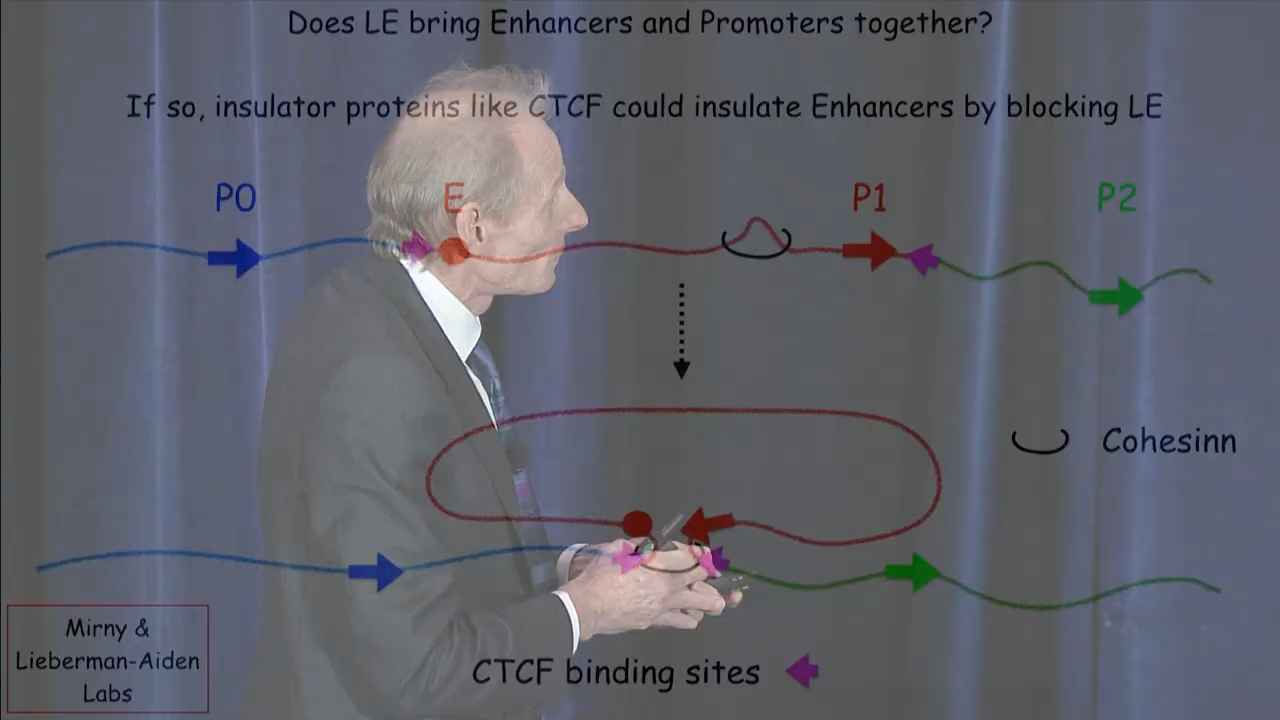 Does LE bring Enhancers and Promoters together?
If so, insulator proteins like CTCF could insulate Enhancers by blocking LE
P0 E P1 P2
Cohesinn
Mirny &
Lieberman-Aiden
Labs
CTCF binding sites